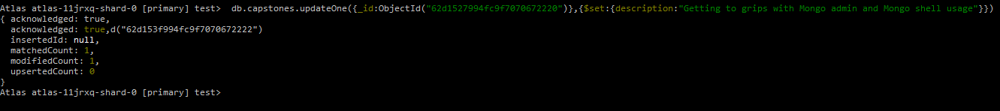 Atlas atlas-11jrxq-shard-0 [primary] test>  db.capstones.updateOne({_id:ObjectId("62d1527994fc9f7070672220")},{$set:{description:"Getting to grips with Mongo admin and Mongo shell usage"}})
{ acknowledged: true,
  acknowledged: true,d("62d153f994fc9f7070672222")
  insertedId: null,
  matchedCount: 1,
  modifiedCount: 1,
  upsertedCount: 0
}
Atlas atlas-11jrxq-shard-0 [primary] test>